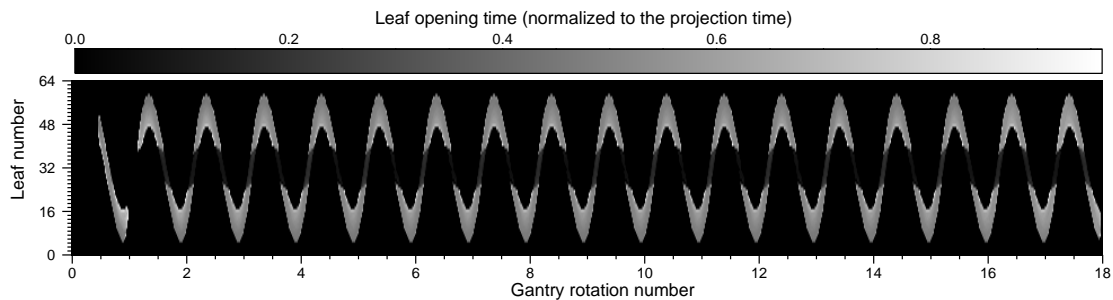 Leaf opening time (normalized to the projection time)
0.0 0.2 0.4 0.6 0.8
64
48
32
16
0
Leaf number
0 2 4 6 8 10 12 14 16 18
Gantry rotation number